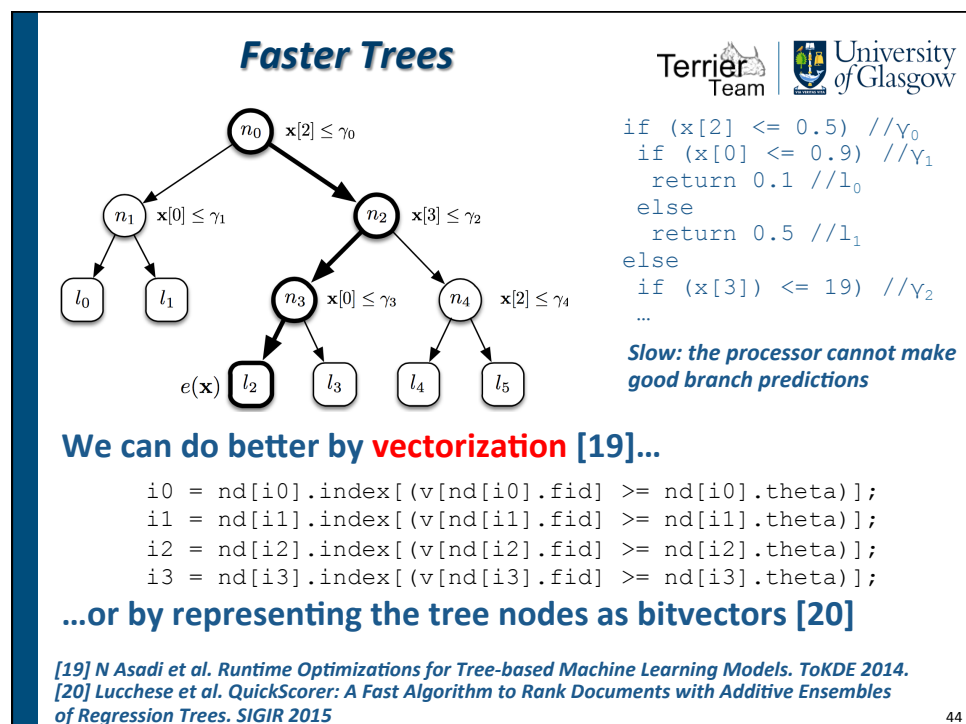 Faster Trees
Terrier
Team
University
of Glasgow
n0 x[2] ≤ γ0
n1 x[0] ≤ γ1
n2 x[3] ≤ γ2
l0 l1
n3 x[0] ≤ γ3
n4 x[2] ≤ γ4
e(x) l2 l3 l4 l5
if (x[2] <= 0.5) //γ0
if (x[0] <= 0.9) //γ1
return 0.1 //l0
else
return 0.5 //l1
else
if (x[3]) <= 19) //γ2
…
Slow: the processor cannot make
good branch predictions
We can do better by vectorization [19]…
i0 = nd[i0].index[(v[nd[i0].fid] >= nd[i0].theta)];
i1 = nd[i1].index[(v[nd[i1].fid] >= nd[i1].theta)];
i2 = nd[i2].index[(v[nd[i2].fid] >= nd[i2].theta)];
i3 = nd[i3].index[(v[nd[i3].fid] >= nd[i3].theta)];
…or by representing the tree nodes as bitvectors [20]
[19] N Asadi et al. Runtime Optimizations for Tree-based Machine Learning Models. ToKDE 2014.
[20] Lucchese et al. QuickScorer: A Fast Algorithm to Rank Documents with Additive Ensembles
of Regression Trees. SIGIR 2015
44